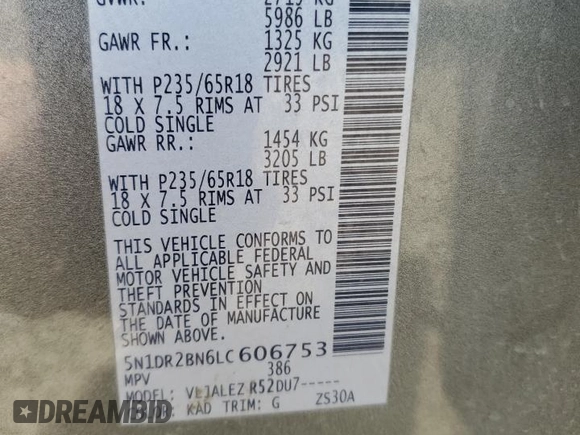 5986 LB
GAWR FR.: 1325 KG
2921 LB
WITH P235/65R18 TIRES
18 X 7.5 RIMS AT 33 PSI
COLD SINGLE
GAWR RR.: 1454 KG
3205 LB
WITH P235/65R18 TIRES
18 X 7.5 RIMS AT 33 PSI
COLD SINGLE
THIS VEHICLE CONFORMS TO
ALL APPLICABLE FEDERAL
MOTOR VEHICLE SAFETY AND
THEFT PREVENTION
STANDARDS IN EFFECT ON
THE DATE OF MANUFACTURE
SHOWN ABOVE.
5N1DR2BN6LC606753
MPV 386
MODEL: R52DU7-----
KAD TRIM: G ZS30A
DREAMBID